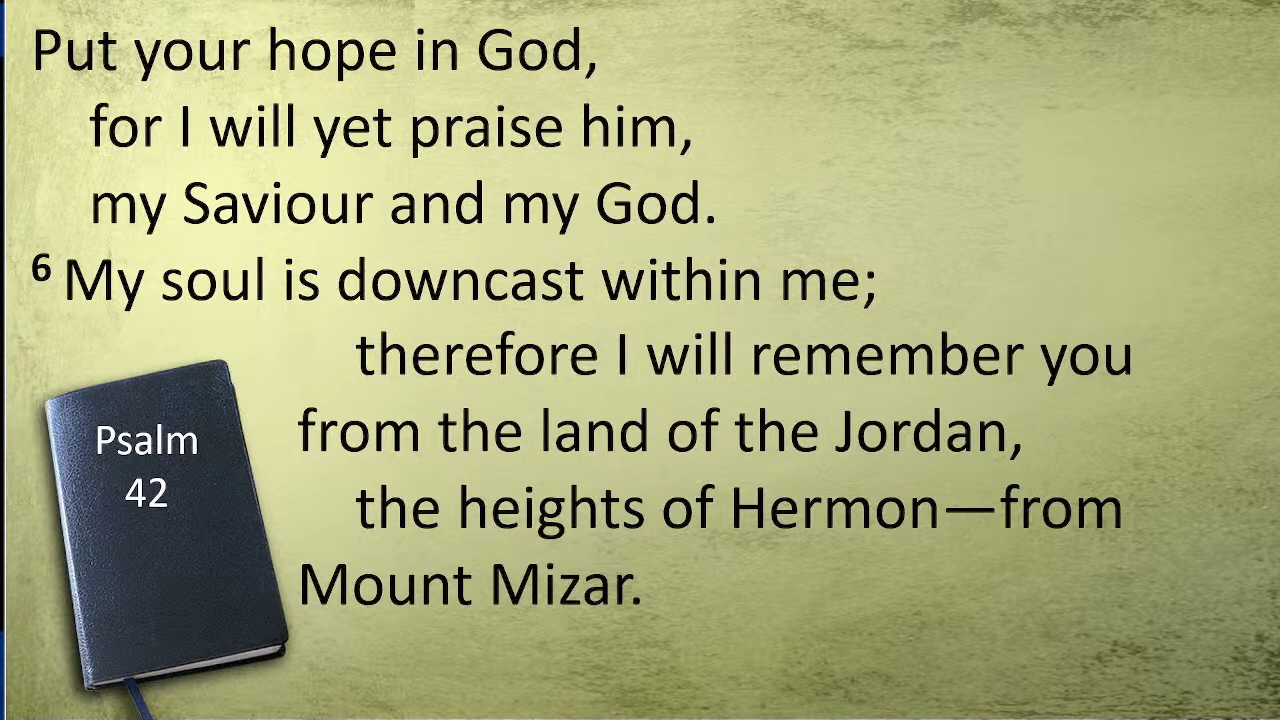 Put your hope in God,
for I will yet praise him,
my Saviour and my God.
6 My soul is downcast within me;
therefore I will remember you
from the land of the Jordan,
the heights of Hermon—from
Mount Mizar.
Psalm
42